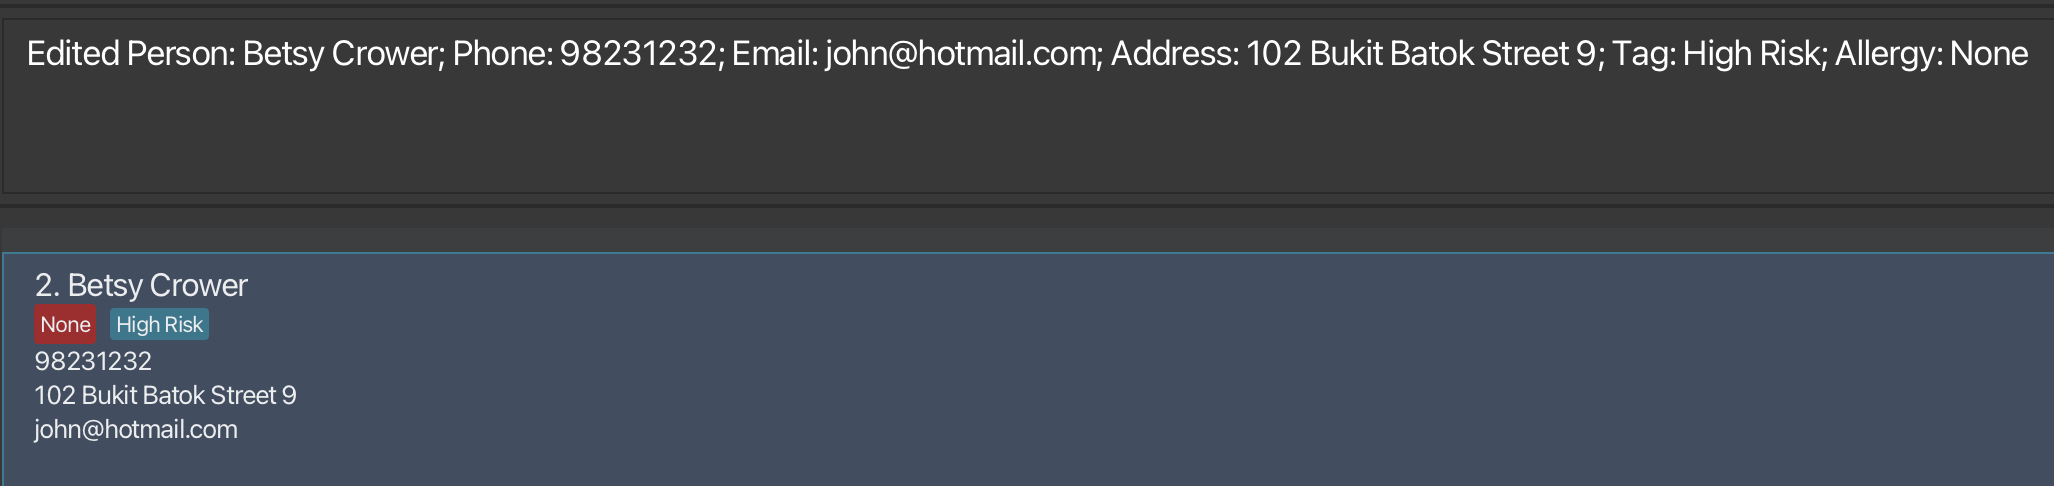 Edited Person: Betsy Crower; Phone: 98231232; Email: john@hotmail.com; Address: 102 Bukit Batok Street 9; Tag: High Risk; Allergy: None
2. Betsy Crower
None High Risk
98231232
102 Bukit Batok Street 9
john@hotmail.com